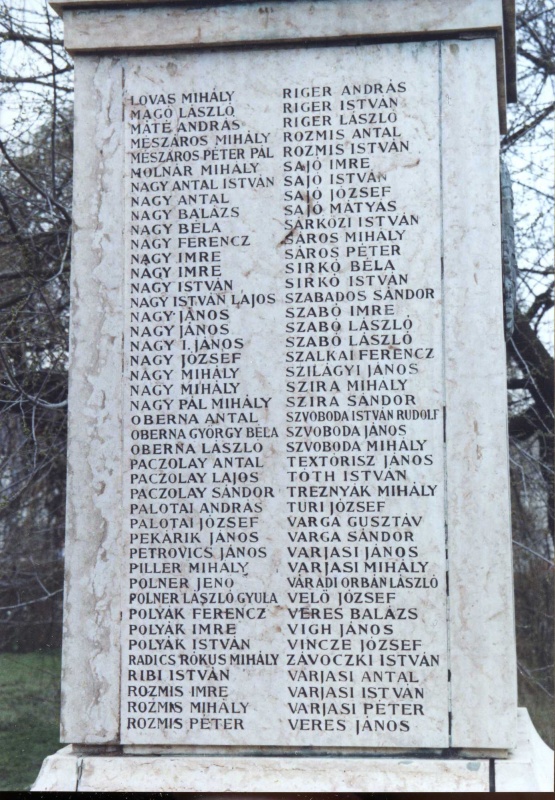 LOVAS MIHÁLY
MAGÓ LÁSZLÓ
MÁTÉ ANDRÁS
MÉSZÁROS MIHÁLY
MÉSZÁROS PÉTER PÁL
MOLNÁR MIHÁLY
NAGY ANTAL ISTVÁN
NAGY ANTAL
NAGY BALÁZS
NAGY BÉLA
NAGY FERENCZ
NAGY IMRE
NAGY IMRE
NAGY ISTVÁN
NAGY ISTVÁN LAJOS
NAGY JÁNOS
NAGY JÁNOS
NAGY I. JÁNOS
NAGY JÓZSEF
NAGY MIHÁLY
NAGY MIHÁLY
NAGY PÁL MIHÁLY
OBERNA ANTAL
OBERNA GYÖRGY BÉLA
OBERNA LÁSZLÓ
PACZOLAY ANTAL
PACZOLAY LAJOS
PACZOLAY SÁNDOR
PALOTAI ANDRÁS
PALOTAI JÓZSEF
PEKÁRIK JÁNOS
PETROVICS JÁNOS
PILLER MIHÁLY
POLNER JENŐ
POLNER LÁSZLÓ GYULA
POLYÁK FERENCZ
POLYÁK IMRE
POLYÁK ISTVÁN
RADICS RÓKUS MIHÁLY
RIBI ISTVÁN
ROZMIS IMRE
ROZMIS MIHÁLY
ROZMIS PÉTER
RIGER ANDRÁS
RIGER ISTVÁN
RIGER LÁSZLÓ
ROZMIS ANTAL
ROZMIS ISTVÁN
SAJÓ IMRE
SAJÓ ISTVÁN
SAJÓ JÓZSEF
SAJÓ MÁTYÁS
SÁRKÖZI ISTVÁN
SÁROS MIHÁLY
SÁROS PÉTER
SIRKÓ BÉLA
SIRKÓ ISTVÁN
SZABADOS SÁNDOR
SZABÓ IMRE
SZABÓ LÁSZLÓ
SZABÓ LÁSZLÓ
SZALKAI FERENCZ
SZILÁGYI JÁNOS
SZIRA MIHÁLY
SZIRA SÁNDOR
SZVOBODA ISTVÁN RUDOLF
SZVOBODA JÁNOS
SZVOBODA MIHÁLY
TEXTÓRISZ JÁNOS
TÓTH ISTVÁN
TREZNYÁK MIHÁLY
TURI JÓZSEF
VARGA GUSZTÁV
VARGA SÁNDOR
VARJASI JÁNOS
VARJASI MIHÁLY
VÁRADI ORBÁN LÁSZLÓ
VELŐ JÓZSEF
VERES BALÁZS
VIGH JÁNOS
VINCZE JÓZSEF
ZÁVOCZKI ISTVÁN
VARJASI ANTAL
VARJASI ISTVÁN
VARJASI PÉTER
VERES JÁNOS